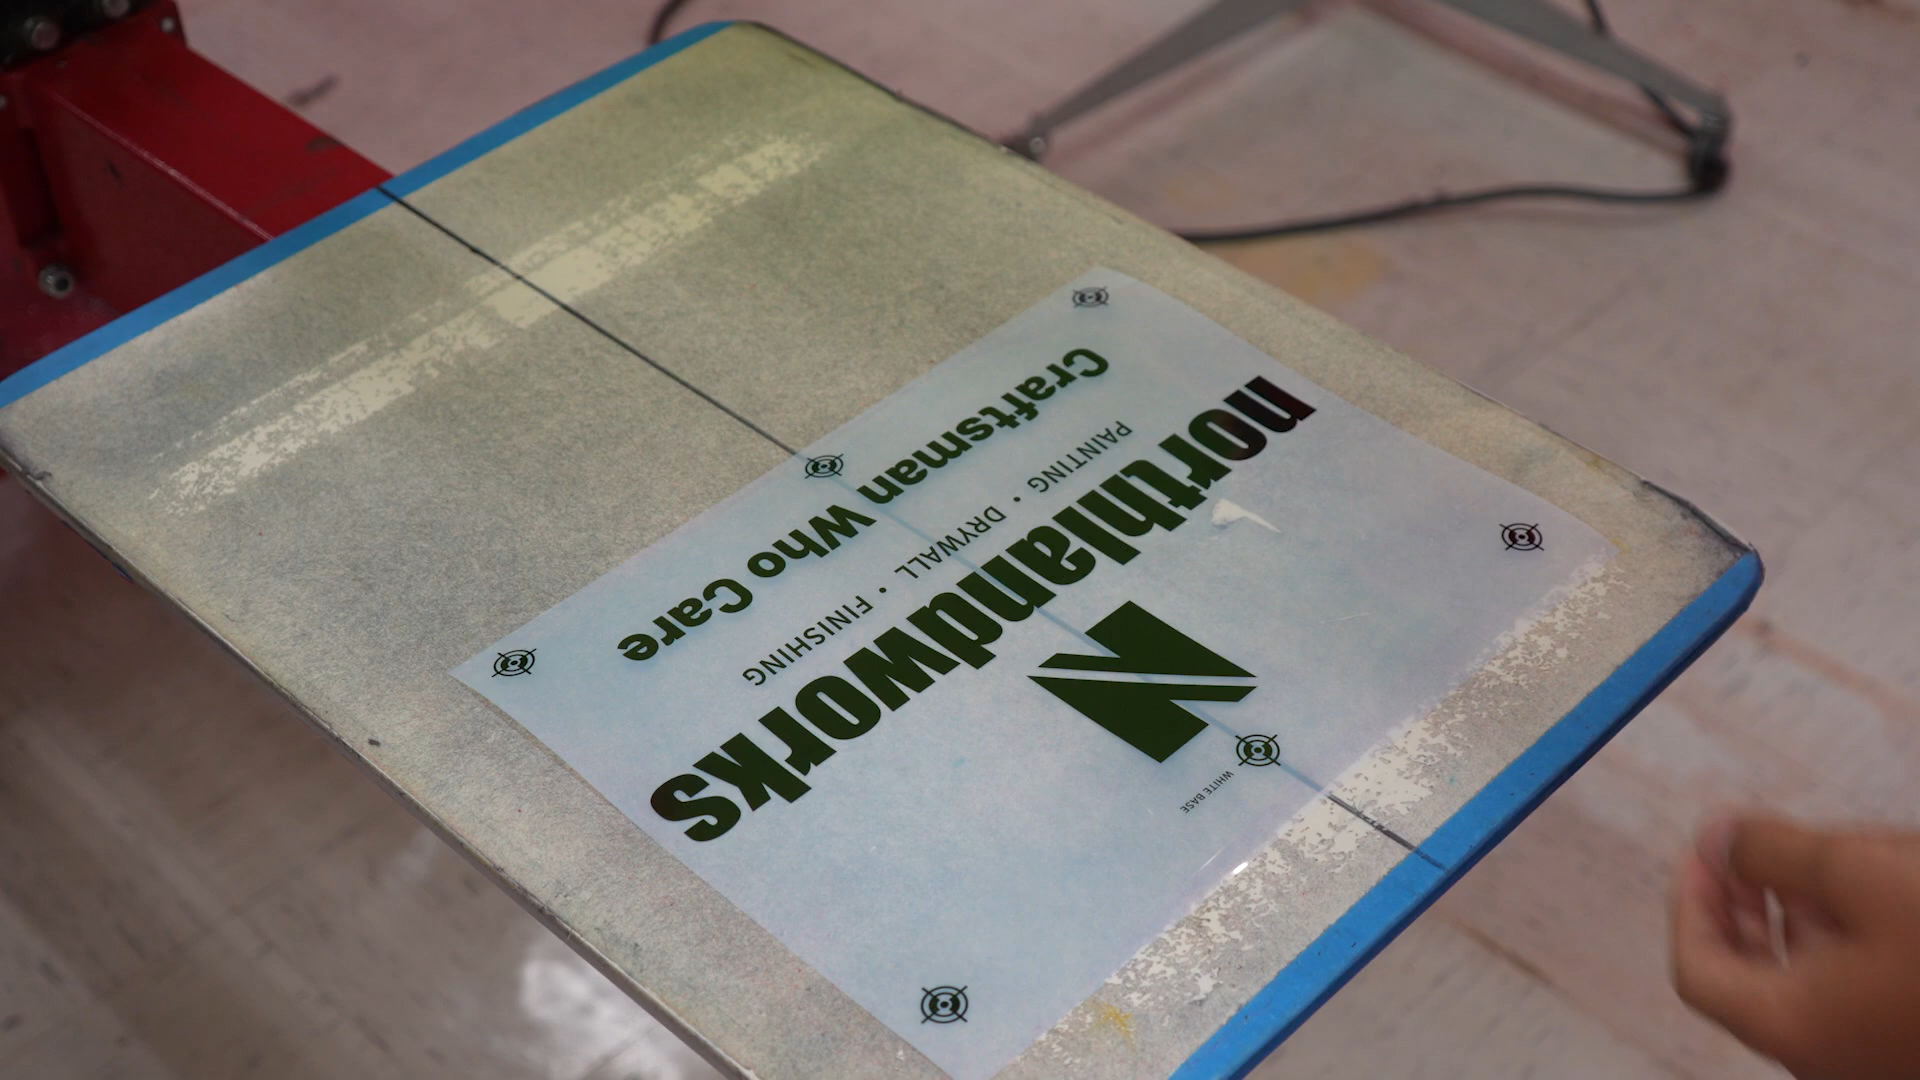 WHITE BASE
N
northlandworks
PAINTING • DRYWALL • FINISHING
Craftsman Who Care